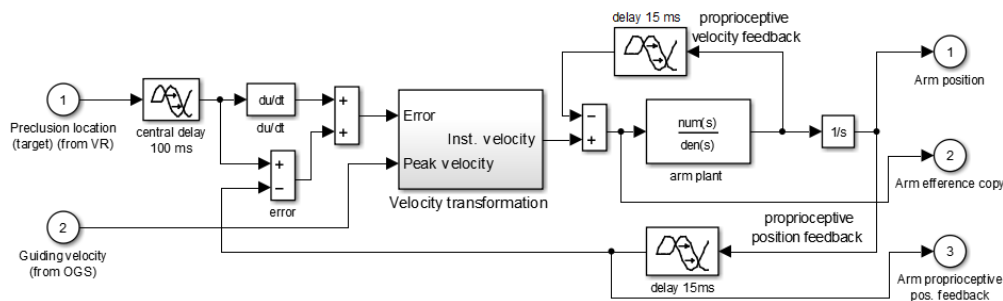 delay 15 ms
proprioceptive
velocity feedback
1
Arm position
1
Preclusion location
(target) (from VR)
central delay
100 ms
du/dt
du/dt
+
+
Error
Inst. velocity
Peak velocity
Velocity transformation
−
+
num(s)
den(s)
arm plant
1/s
2
Arm efference copy
+
−
error
2
Guiding velocity
(from OGS)
proprioceptive
position feedback
delay 15ms
3
Arm proprioceptive
pos. feedback